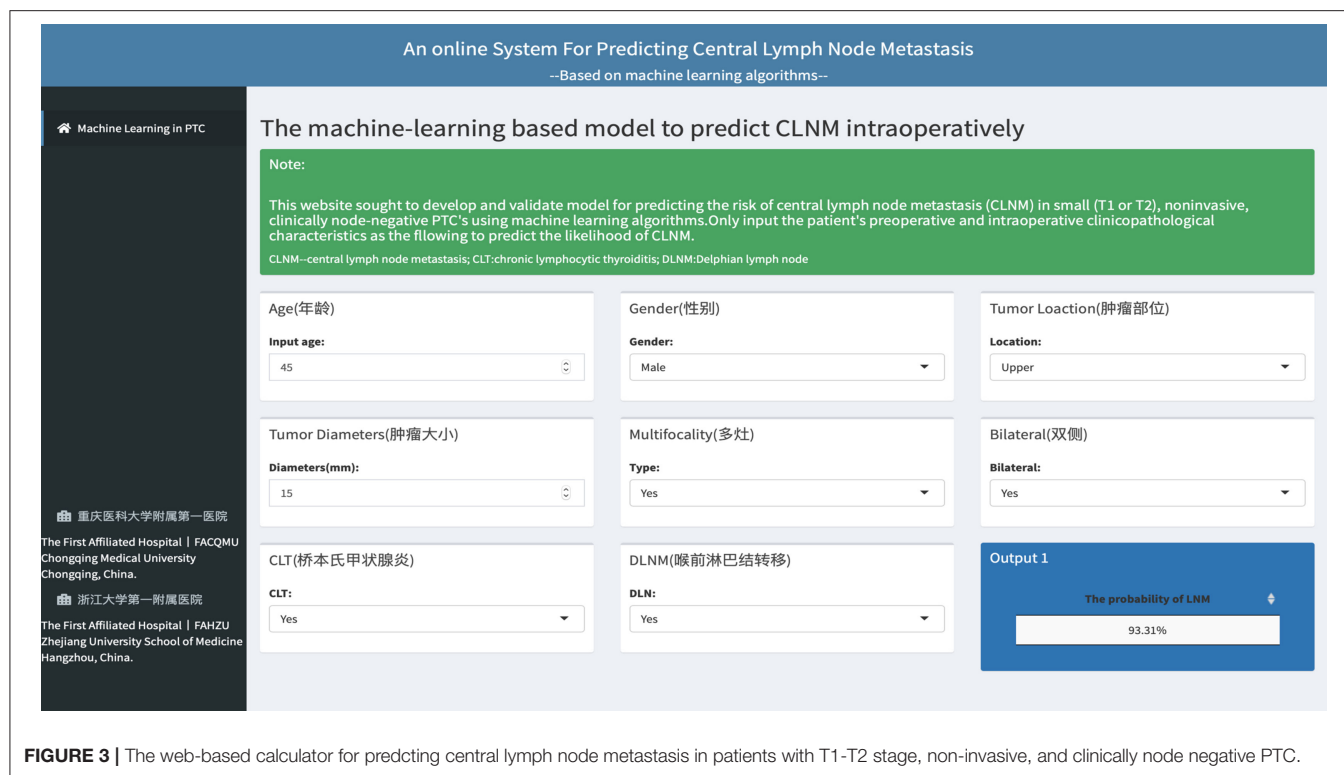 An online System For Predicting Central Lymph Node Metastasis
--Based on machine learning algorithms--
Machine Learning in PTC
The machine-learning based model to predict CLNM intraoperatively
Note:
This website sought to develop and validate model for predicting the risk of central lymph node metastasis (CLNM) in small (T1 or T2), noninvasive,
clinically node-negative PTC's using machine learning algorithms.Only input the patient's preoperative and intraoperative clinicopathological
characteristics as the fllowing to predict the likelihood of CLNM.
CLNM--central lymph node metastasis; CLT:chronic lymphocytic thyroiditis; DLNM:Delphian lymph node
Age(年龄)
Input age:
45
Gender(性别)
Gender:
Male
Tumor Loaction(肿瘤部位)
Location:
Upper
Tumor Diameters(肿瘤大小)
Diameters(mm):
15
Multifocality(多灶)
Type:
Yes
Bilateral(双侧)
Bilateral:
Yes
CLT(桥本氏甲状腺炎)
CLT:
Yes
DLNM(喉前淋巴结转移)
DLN:
Yes
Output 1
The probability of LNM
93.31%
重庆医科大学附属第一医院
The First Affiliated Hospital | FACQMU
Chongqing Medical University
Chongqing, China.
浙江大学第一附属医院
The First Affiliated Hospital | FAHZU
Zhejiang University School of Medicine
Hangzhou, China.
FIGURE 3 | The web-based calculator for predcting central lymph node metastasis in patients with T1-T2 stage, non-invasive, and clinically node negative PTC.